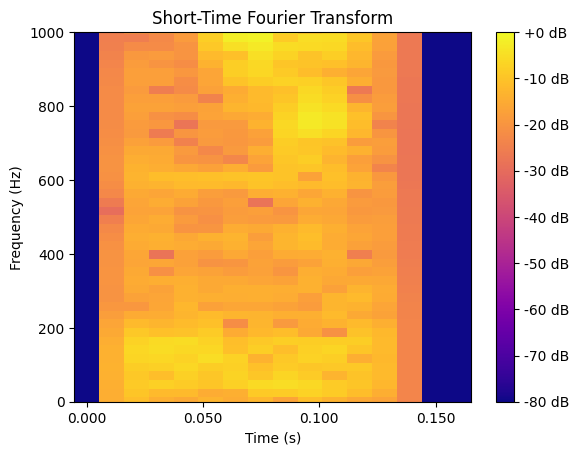 Short-Time Fourier Transform
1000
800
600
400
200
0
Frequency (Hz)
0.000
0.050
0.100
0.150
Time (s)
+0 dB
-10 dB
-20 dB
-30 dB
-40 dB
-50 dB
-60 dB
-70 dB
-80 dB